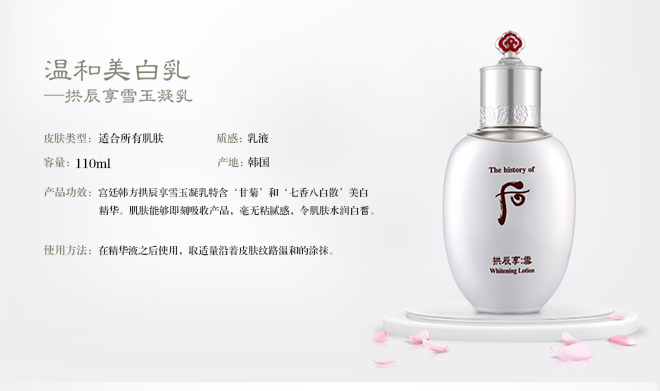 温和美白乳
—拱辰享雪玉凝乳
皮肤类型： 适合所有肌肤 质感： 乳液
容量： 110ml 产地： 韩国
产品功效： 宫廷韩方拱辰享雪玉凝乳特含‘甘菊’和‘七香八白散’美白
精华。肌肤能够即刻吸收产品，毫无粘腻感，令肌肤水润白皙。
使用方法： 在精华液之后使用，取适量沿着皮肤纹路温和的涂抹。
The history of
后
拱辰享:雪
Whitening Lotion